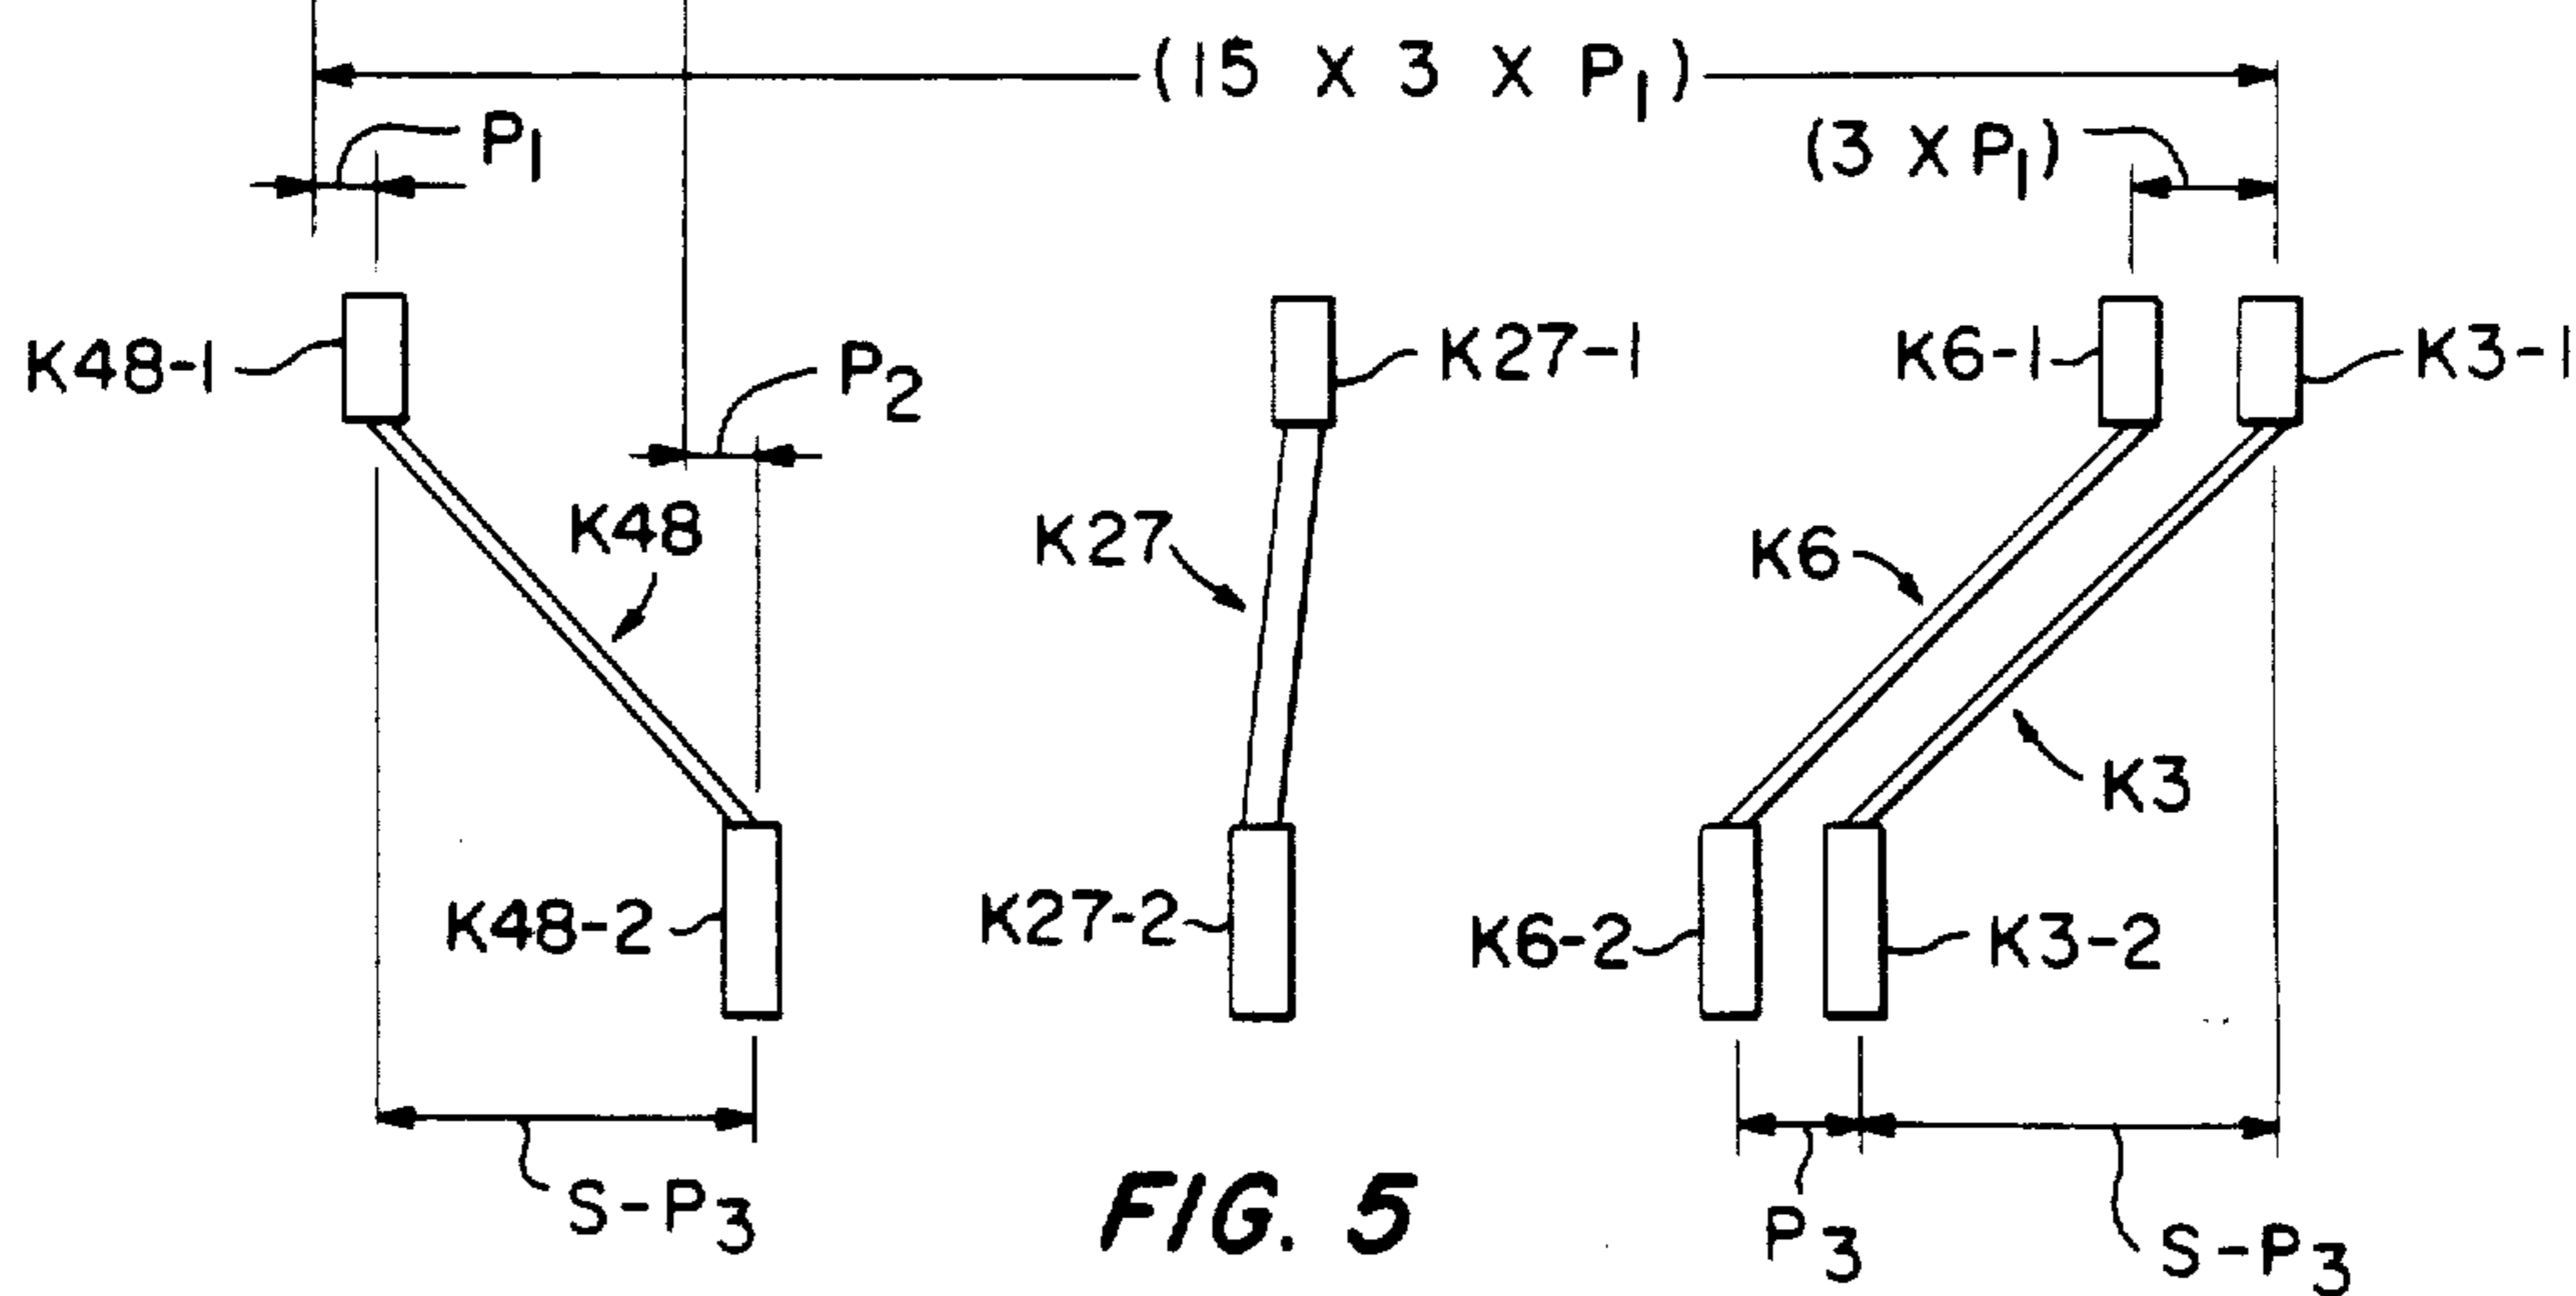 (15 X 3 X P1)
P1
(3 X P1)
K48-1
P2
K27-1
K6-1
K3-1
K48
K27
K6
K3
K48-2
K27-2
K6-2
K3-2
S-P3
P3
S-P3
FIG. 5